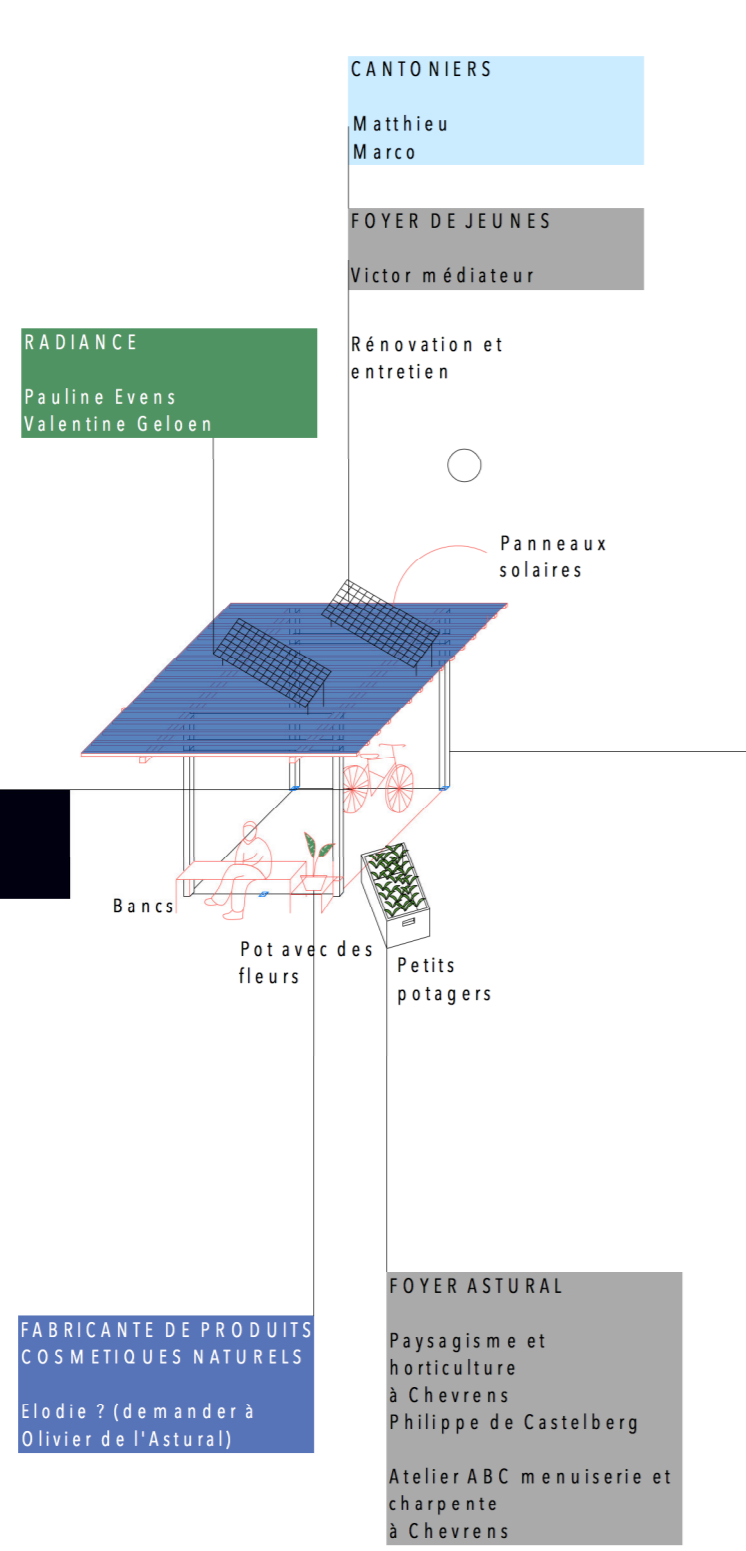 CANTONIERS
Matthieu
Marco
FOYER DE JEUNES
Victor médiateur
RADIANCE
Pauline Evens
Valentine Geloen
Rénovation et
entretien
Panneaux
solaires
Bancs
Pot avec des
fleurs
Petits
potagers
FABRICANTE DE PRODUITS
COSMETIQUES NATURELS
Elodie ? (demander à
Olivier de l'Astural)
FOYER ASTURAL
Paysagisme et
horticulture
à Chevrens
Philippe de Castelberg
Atelier ABC menuiserie et
charpente
à Chevrens